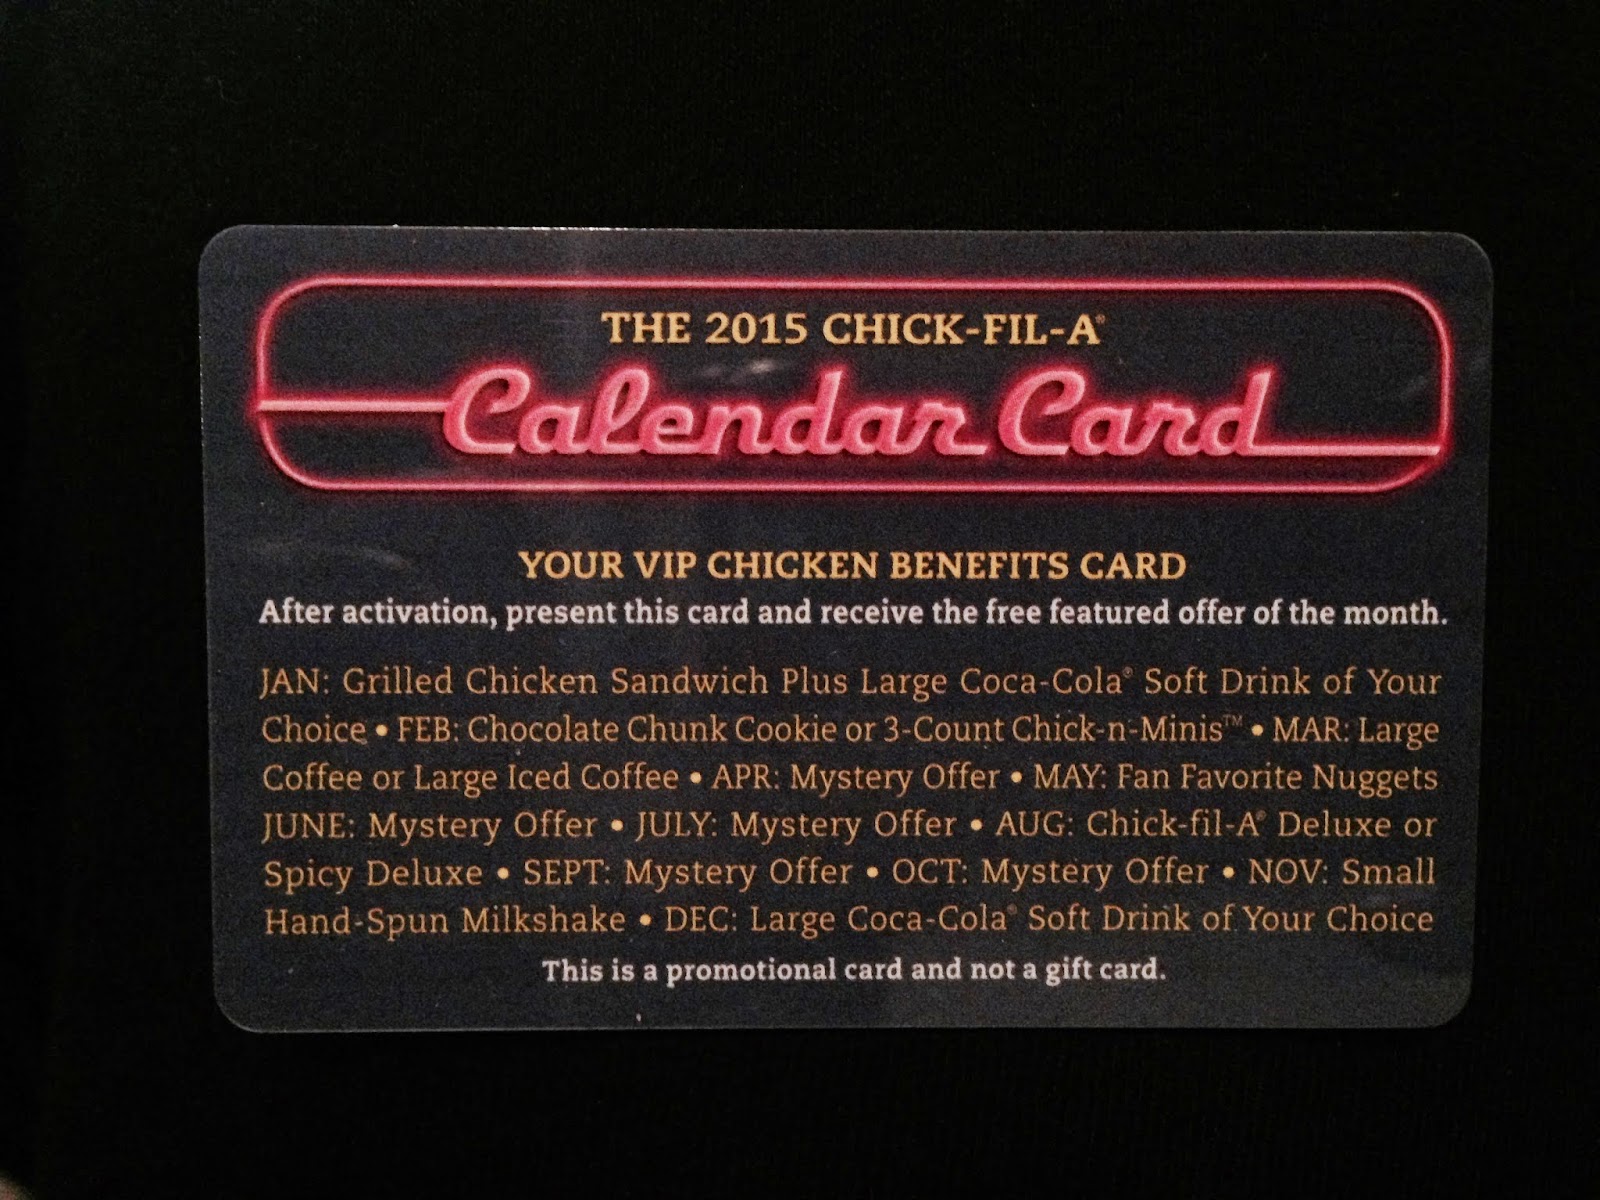 THE 2015 CHICK-FIL-A®
Calendar Card
YOUR VIP CHICKEN BENEFITS CARD
After activation, present this card and receive the free featured offer of the month.
JAN: Grilled Chicken Sandwich Plus Large Coca-Cola® Soft Drink of Your
Choice • FEB: Chocolate Chunk Cookie or 3-Count Chick-n-Minis™ • MAR: Large
Coffee or Large Iced Coffee • APR: Mystery Offer • MAY: Fan Favorite Nuggets
JUNE: Mystery Offer • JULY: Mystery Offer • AUG: Chick-fil-A® Deluxe or
Spicy Deluxe • SEPT: Mystery Offer • OCT: Mystery Offer • NOV: Small
Hand-Spun Milkshake • DEC: Large Coca-Cola® Soft Drink of Your Choice
This is a promotional card and not a gift card.